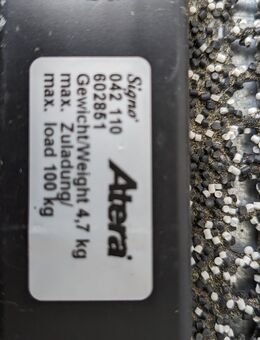 Signo
042 110
602851
Atera
Gewicht/Weight 4,7 kg
max. Zuladung/
max. load 100 kg